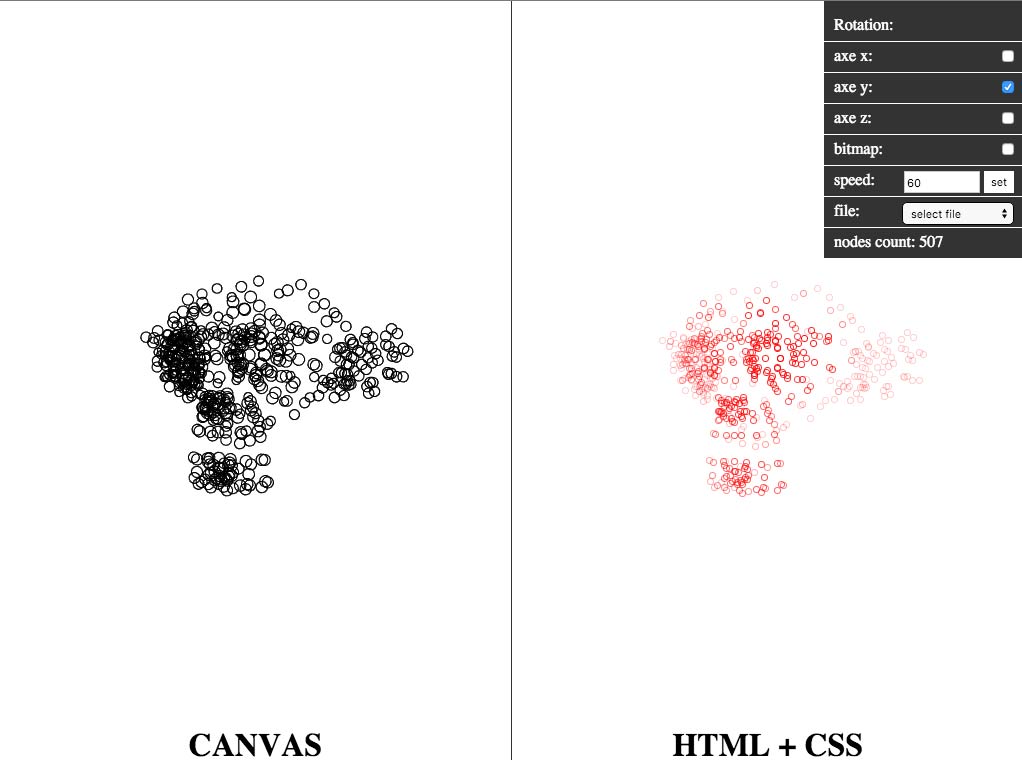 Rotation:
axe x:
axe y:
axe z:
bitmap:
speed: 60 set
file: select file
nodes count: 507
CANVAS
HTML + CSS